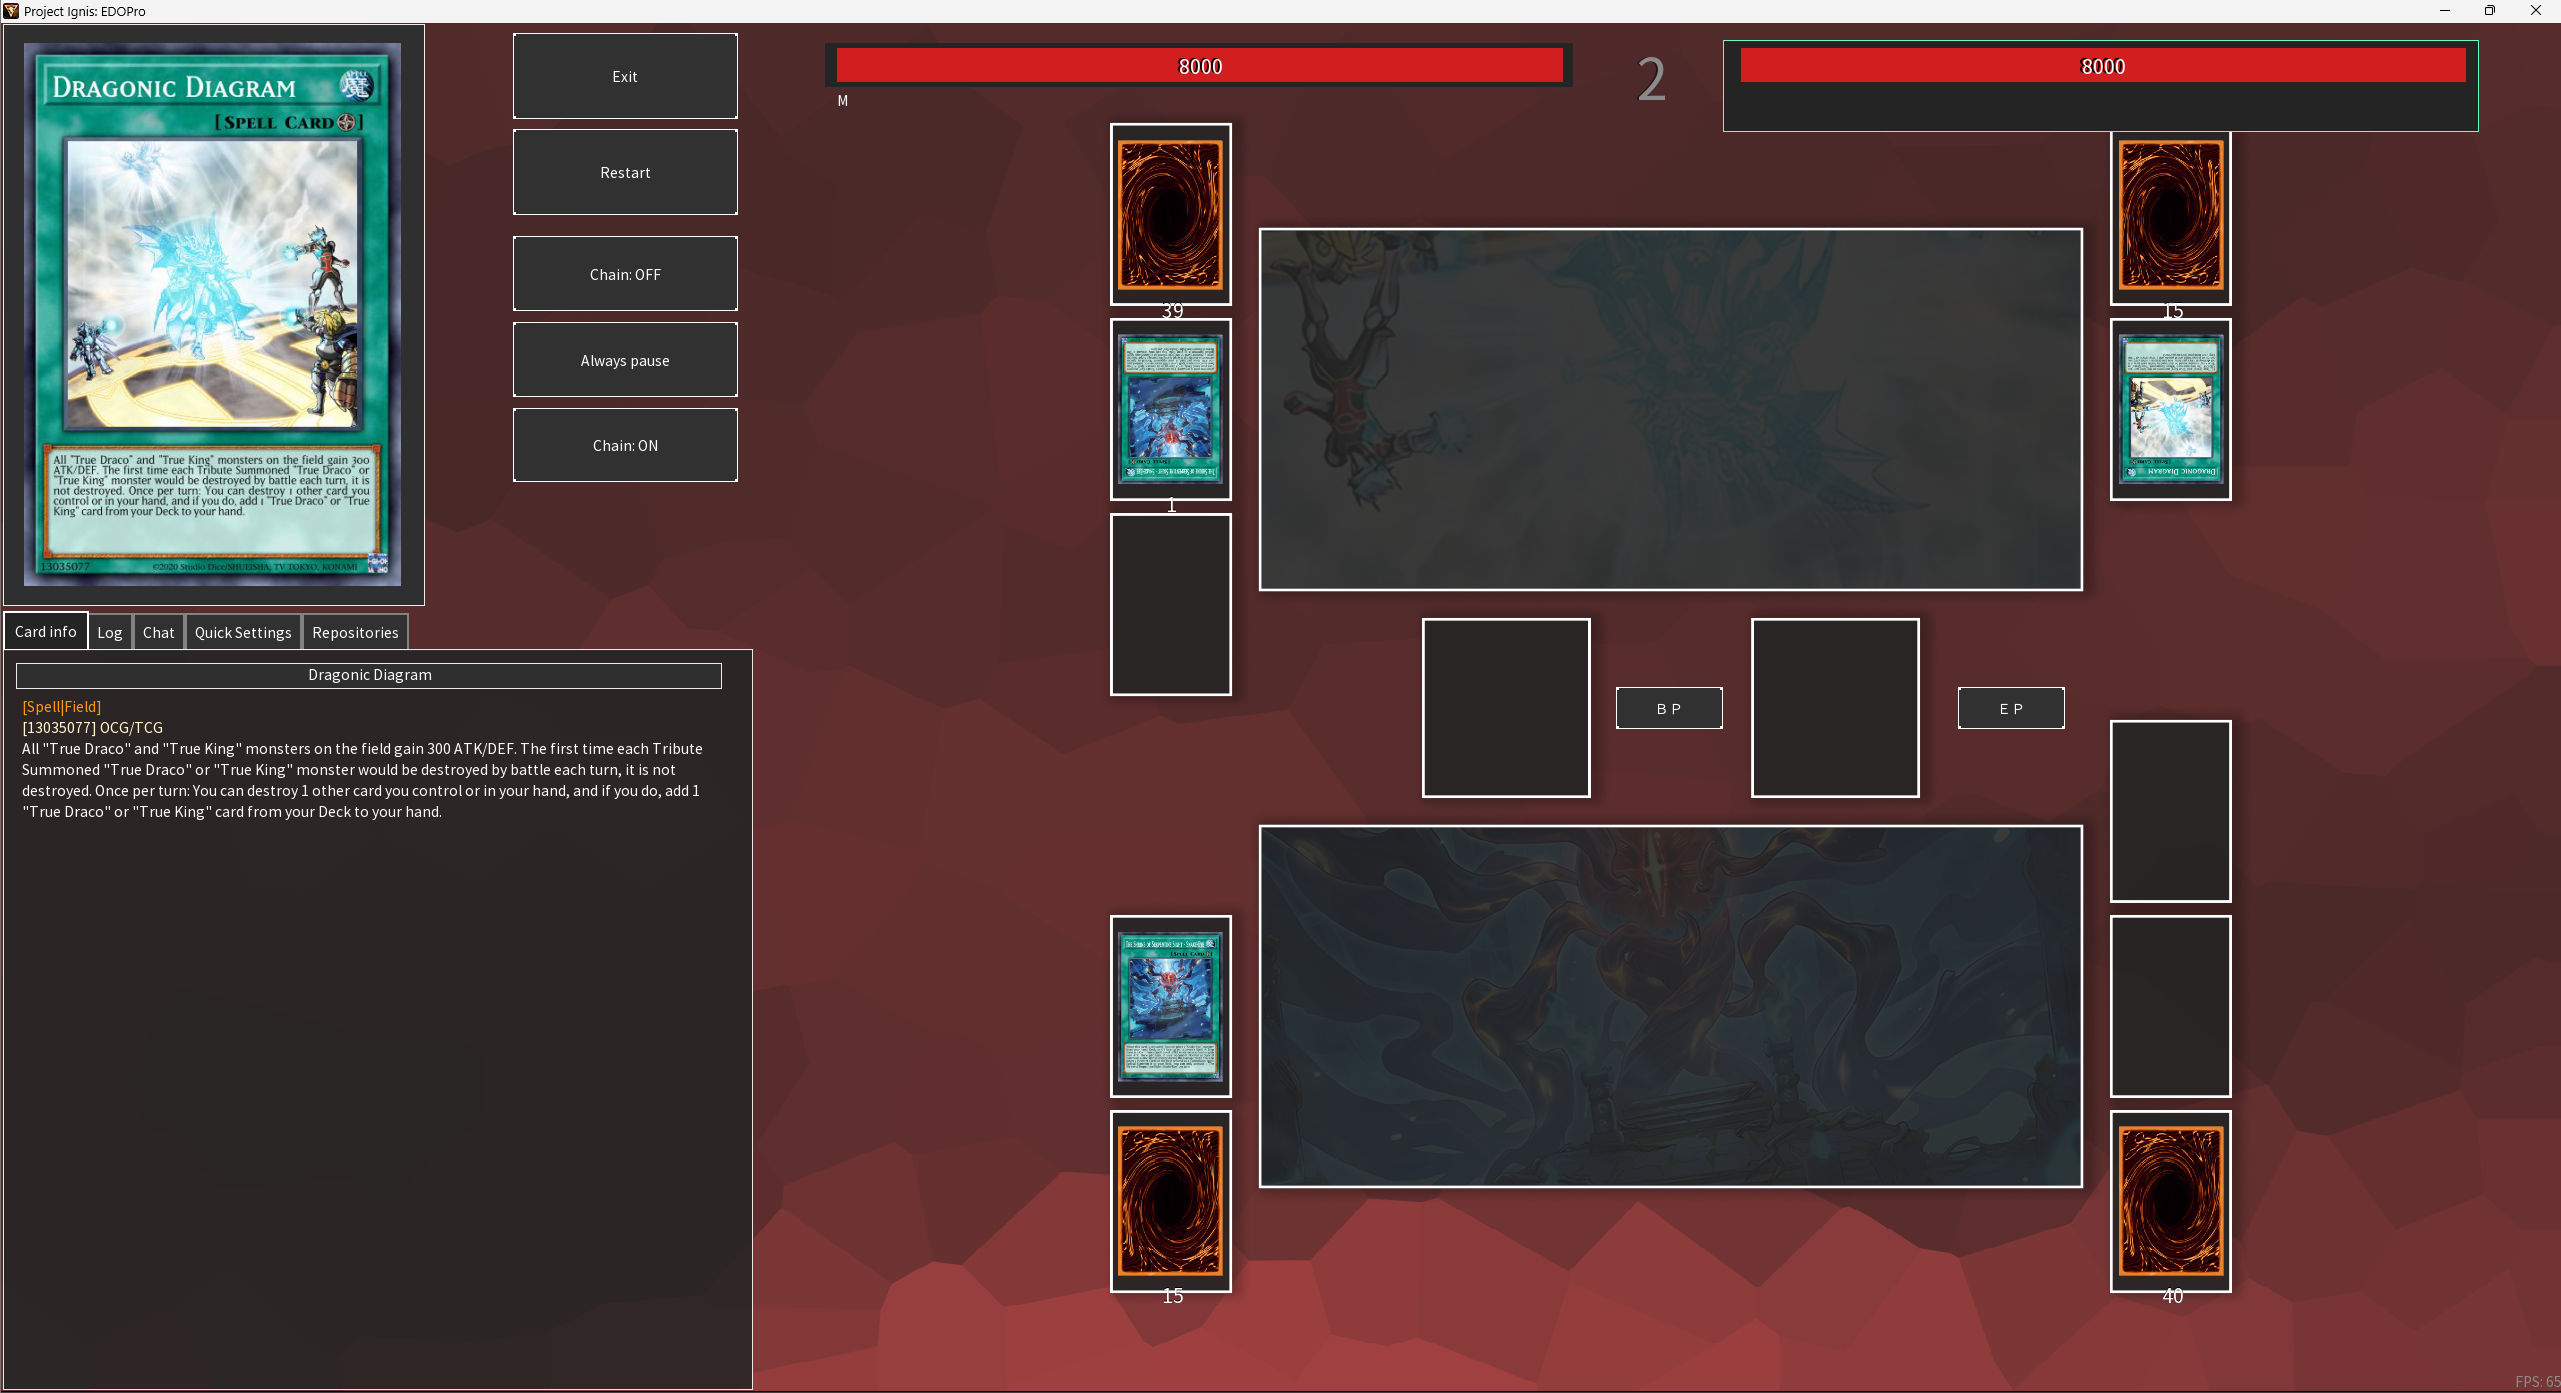 Project Ignis: EDOPro
DRAGONIC DIAGRAM
[SPELL CARD]
All "True Draco" and "True King" monsters on the field gain 300
ATK/DEF. The first time each Tribute Summoned "True Draco" or
"True King" monster would be destroyed by battle each turn, it is
not destroyed. Once per turn: You can destroy 1 other card you
control or in your hand, and if you do, add 1 "True Draco" or "True
King" card from your Deck to your hand.
13035077
©2020 Studio Dice/SHUEISHA, TV TOKYO, KONAMI
Exit
Restart
Chain: OFF
Always pause
Chain: ON
8000
M
2
8000
39
15
1
DRAGONIC DIAGRAM
B P
E P
15
40
Card info
Log
Chat
Quick Settings
Repositories
Dragonic Diagram
[Spell|Field]
[13035077] OCG/TCG
All "True Draco" and "True King" monsters on the field gain 300 ATK/DEF. The first time each Tribute
Summoned "True Draco" or "True King" monster would be destroyed by battle each turn, it is not
destroyed. Once per turn: You can destroy 1 other card you control or in your hand, and if you do, add 1
"True Draco" or "True King" card from your Deck to your hand.
FPS: 65